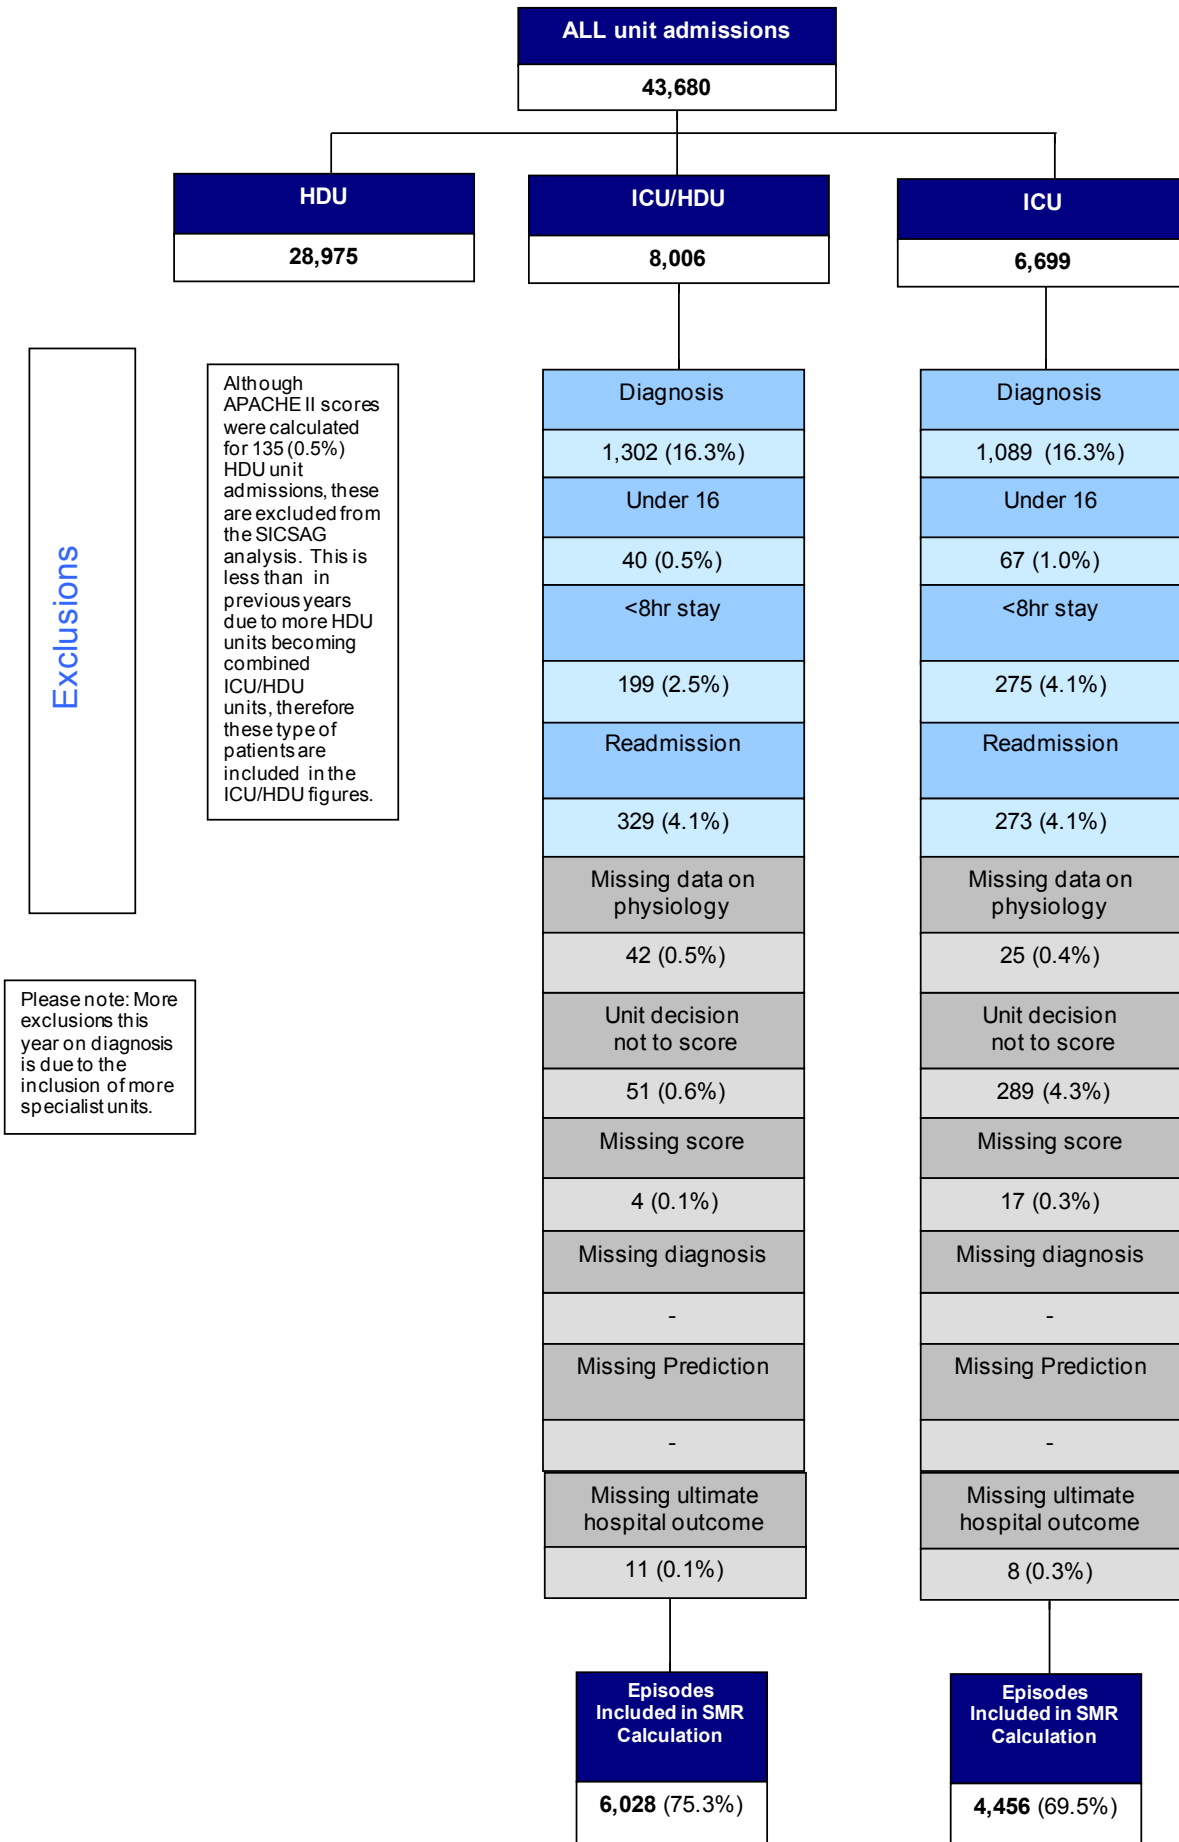 ALL unit admissions
43,680
HDU
28,975
ICU/HDU
8,006
ICU
6,699
Exclusions
Although
APACHE II scores
were calculated
for 135 (0.5%)
HDU unit
admissions, these
are excluded from
the SICSAG
analysis. This is
less than in
previous years
due to more HDU
units becoming
combined
ICU/HDU
units, therefore
these type of
patients are
included in the
ICU/HDU figures.
Please note: More
exclusions this
year on diagnosis
is due to the
inclusion of more
specialist units.
Diagnosis
1,302 (16.3%)
Under 16
40 (0.5%)
<8hr stay
199 (2.5%)
Readmission
329 (4.1%)
Missing data on
physiology
42 (0.5%)
Unit decision
not to score
51 (0.6%)
Missing score
4 (0.1%)
Missing diagnosis
-
Missing Prediction
-
Missing ultimate
hospital outcome
11 (0.1%)
Episodes
Included in SMR
Calculation
6,028 (75.3%)
Diagnosis
1,089 (16.3%)
Under 16
67 (1.0%)
<8hr stay
275 (4.1%)
Readmission
273 (4.1%)
Missing data on
physiology
25 (0.4%)
Unit decision
not to score
289 (4.3%)
Missing score
17 (0.3%)
Missing diagnosis
-
Missing Prediction
-
Missing ultimate
hospital outcome
8 (0.3%)
Episodes
Included in SMR
Calculation
4,456 (69.5%)